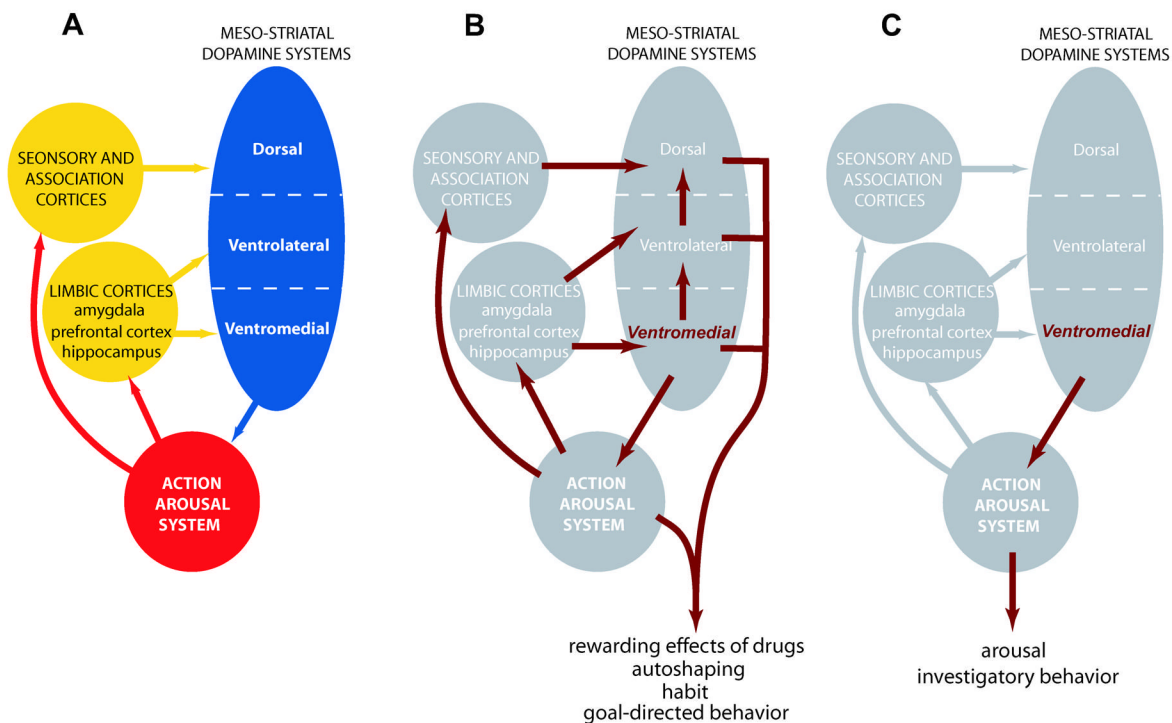 A
MESO-STRIATAL
DOPAMINE SYSTEMS
SEONSORY AND
ASSOCIATION
CORTICES
Dorsal
Ventrolateral
LIMBIC CORTICES
amygdala
prefrontal cortex
hippocampus
Ventromedial
ACTION
AROUSAL
SYSTEM
B
MESO-STRIATAL
DOPAMINE SYSTEMS
SEONSORY AND
ASSOCIATION
CORTICES
Dorsal
Ventrolateral
LIMBIC CORTICES
amygdala
prefrontal cortex
hippocampus
Ventromedial
ACTION
AROUSAL
SYSTEM
rewarding effects of drugs
autoshaping
habit
goal-directed behavior
C
MESO-STRIATAL
DOPAMINE SYSTEMS
SEONSORY AND
ASSOCIATION
CORTICES
Dorsal
Ventrolateral
LIMBIC CORTICES
amygdala
prefrontal cortex
hippocampus
Ventromedial
ACTION
AROUSAL
SYSTEM
arousal
investigatory behavior